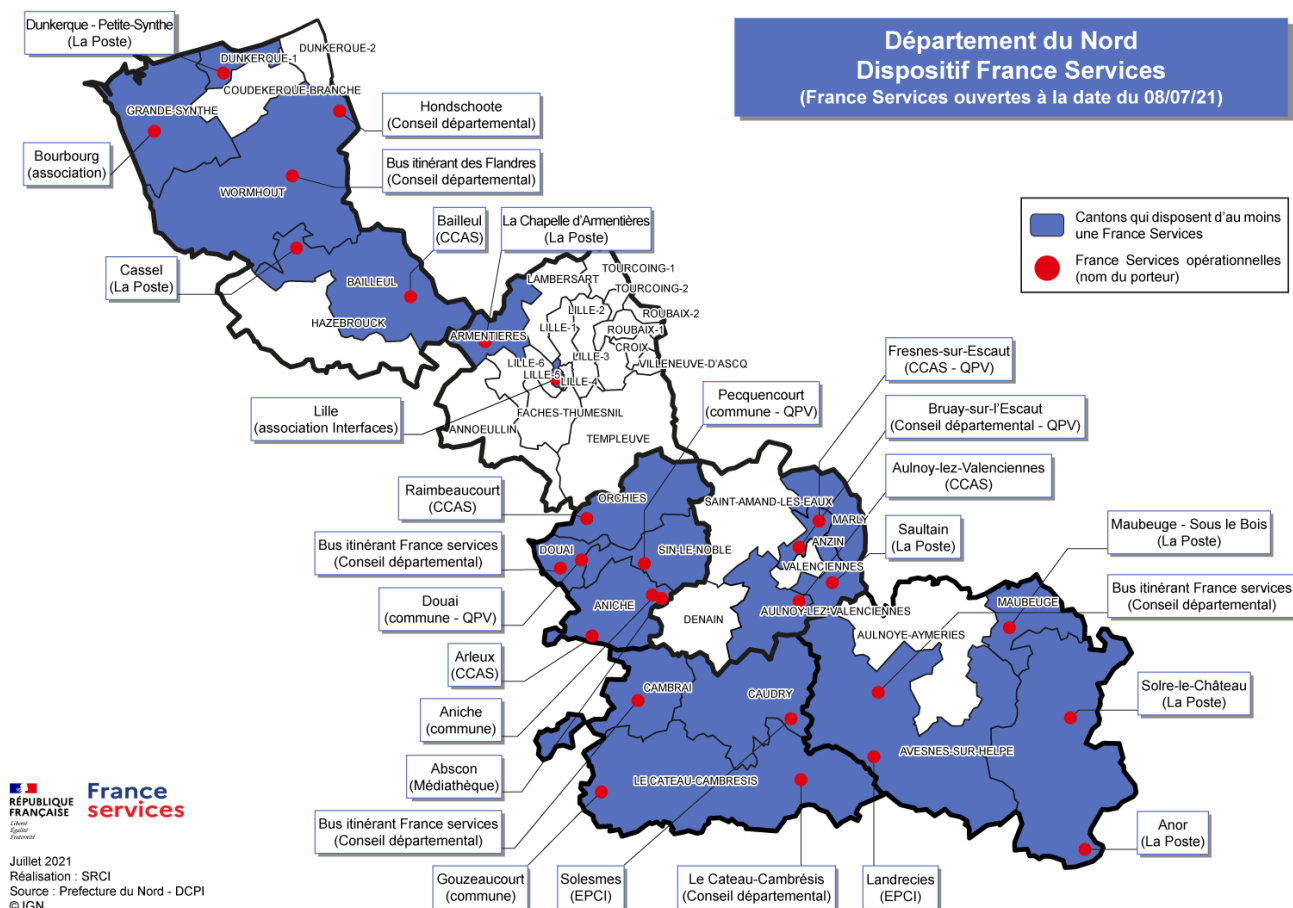 Département du Nord
Dispositif France Services
(France Services ouvertes à la date du 08/07/21)
Dunkerque - Petite-Synthe
(La Poste)
DUNKERQUE-2
DUNKERQUE-1
COUDEKERQUE-BRANCHE
GRANDE-SYNTHE
Hondschoote
(Conseil départemental)
Bourbourg
(association)
Bus itinérant des Flandres
(Conseil départemental)
WORMHOUT
Bailleul
(CCAS)
La Chapelle d'Armentières
(La Poste)
Cantons qui disposent d'au moins
une France Services
France Services opérationnelles
(nom du porteur)
Cassel
(La Poste)
BAILLEUL
HAZEBROUCK
LAMBERSART
TOURCOING-1
TOURCOING-2
ROUBAIX-2
LILLE-2
LILLE-1
ROUBAIX-1
ARMENTIERES
CROIX
LILLE-3
VILLENEUVE-D'ASCQ
LILLE-6
LILLE-5
LILLE-4
FACHES-THUMESNIL
ANNOEULLIN
TEMPLEUVE
Lille
(association Interfaces)
Fresnes-sur-Escaut
(CCAS - QPV)
Pecquencourt
(commune - QPV)
Bruay-sur-l'Escaut
(Conseil départemental - QPV)
Aulnoy-lez-Valenciennes
(CCAS)
Raimbeaucourt
(CCAS)
ORCHIES
SAINT-AMAND-LES-EAUX
MARLY
ANZIN
Saultain
(La Poste)
Maubeuge - Sous le Bois
(La Poste)
Bus itinérant France services
(Conseil départemental)
DOUAI
SIN-LE-NOBLE
VALENCIENNES
Bus itinérant France services
(Conseil départemental)
Douai
(commune - QPV)
ANICHE
DENAIN
AULNOY-LEZ-VALENCIENNES
MAUBEUGE
AULNOYE-AYMERIES
Arleux
(CCAS)
CAMBRAI
CAUDRY
Solre-le-Château
(La Poste)
Aniche
(commune)
AVESNES-SUR-HELPE
Abscon
(Médiathèque)
LE CATEAU-CAMBRESIS
Bus itinérant France services
(Conseil départemental)
Anor
(La Poste)
Gouzeaucourt
(commune)
Solesmes
(EPCI)
Le Cateau-Cambrésis
(Conseil départemental)
Landrecies
(EPCI)
RÉPUBLIQUE
FRANÇAISE
Liberté
Égalité
Fraternité
France
services
Juillet 2021
Réalisation : SRCI
Source : Prefecture du Nord - DCPI
© IGN